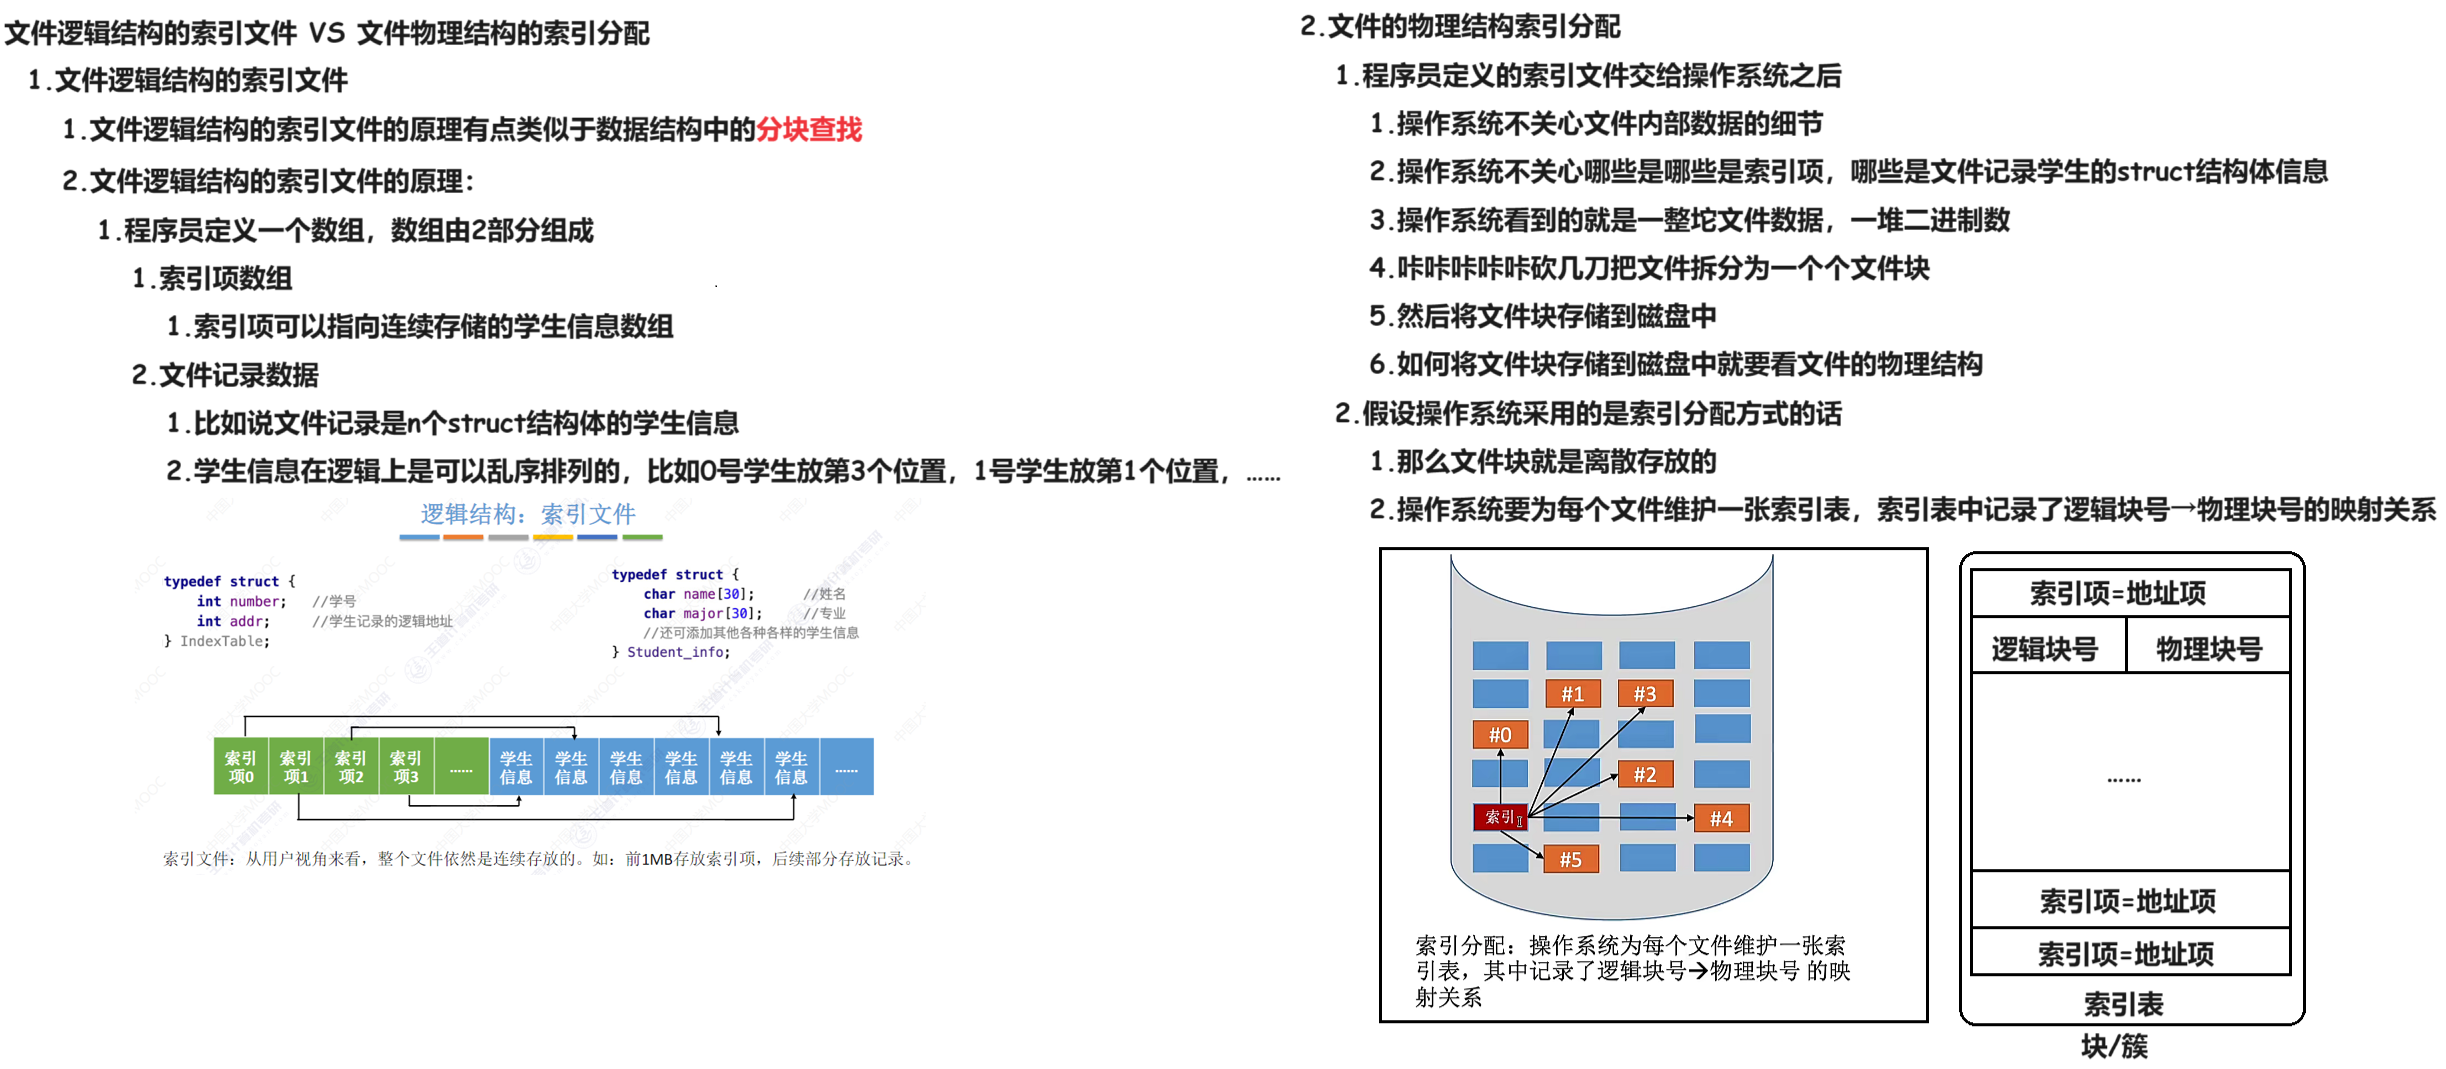 文件逻辑结构的索引文件 VS 文件物理结构的索引分配
1.文件逻辑结构的索引文件
1.文件逻辑结构的索引文件的原理有点类似于数据结构中的分块查找
2.文件逻辑结构的索引文件的原理：
1.程序员定义一个数组，数组由2部分组成
1.索引项数组
1.索引项可以指向连续存储的学生信息数组
2.文件记录数据
1.比如说文件记录是n个struct结构体的学生信息
2.学生信息在逻辑上是可以乱序排列的，比如0号学生放第3个位置，1号学生放第1个位置，……
逻辑结构：索引文件
typedef struct {
int number; //学号
int addr; //学生记录的逻辑地址
} IndexTable;
typedef struct {
char name[30]; //姓名
char major[30]; //专业
//还可添加其他各种各样的学生信息
} Student_info;
索引项0 索引项1 索引项2 索引项3 …… 学生信息 学生信息 学生信息 学生信息 学生信息 学生信息 ……
索引文件：从用户视角来看，整个文件依然是连续存放的。如：前1MB存放索引项，后续部分存放记录。
2.文件的物理结构索引分配
1.程序员定义的索引文件交给操作系统之后
1.操作系统不关心文件内部数据的细节
2.操作系统不关心哪些是哪些是索引项，哪些是文件记录学生的struct结构体信息
3.操作系统看到的就是一整坨文件数据，一堆二进制数
4.咔咔咔咔咔砍几刀把文件拆分为一个个文件块
5.然后将文件块存储到磁盘中
6.如何将文件块存储到磁盘中就要看文件的物理结构
2.假设操作系统采用的是索引分配方式的话
1.那么文件块就是离散存放的
2.操作系统要为每个文件维护一张索引表，索引表中记录了逻辑块号→物理块号的映射关系
#1 #3
#0
#2
索引 #4
#5
索引分配：操作系统为每个文件维护一张索
引表，其中记录了逻辑块号→物理块号 的映
射关系
索引项=地址项
逻辑块号 物理块号
……
索引项=地址项
索引项=地址项
索引表
块/簇